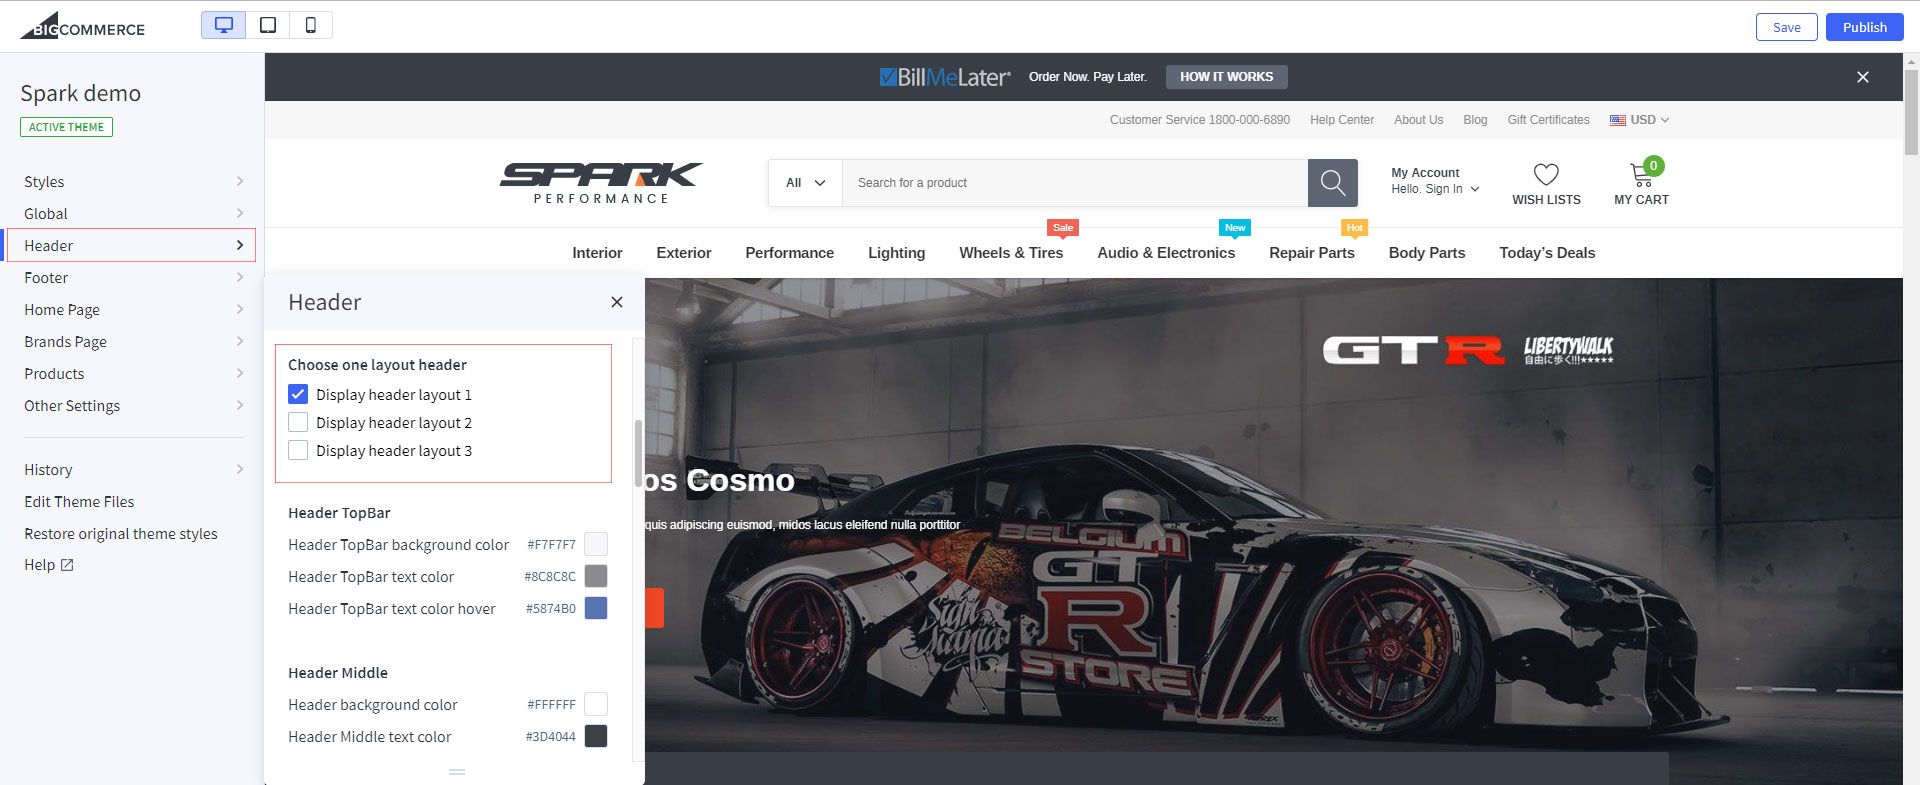 BIGCOMMERCE
Save
Publish
Spark demo
ACTIVE THEME
Styles
Global
Header
Footer
Home Page
Brands Page
Products
Other Settings
History
Edit Theme Files
Restore original theme styles
Help
BillMeLater
Order Now. Pay Later.
HOW IT WORKS
Customer Service 1800-000-6890
Help Center
About Us
Blog
Gift Certificates
USD
SPARK
PERFORMANCE
All
Search for a product
My Account
Hello. Sign In
WISH LISTS
0
MY CART
Sale
New
Hot
Interior
Exterior
Performance
Lighting
Wheels & Tires
Audio & Electronics
Repair Parts
Body Parts
Today's Deals
Header
Choose one layout header
Display header layout 1
Display header layout 2
Display header layout 3
Header TopBar
Header TopBar background color #F7F7F7
Header TopBar text color #8C8C8C
Header TopBar text color hover #5874B0
Header Middle
Header background color #FFFFFF
Header Middle text color #3D4044
GTR
LIBERTYWALK
自由に歩く!!!★★★★★
os Cosmo
quis adipiscing euismod, midos lacus eleifend nulla porttitor
BELGIUM
GT
R
STORE